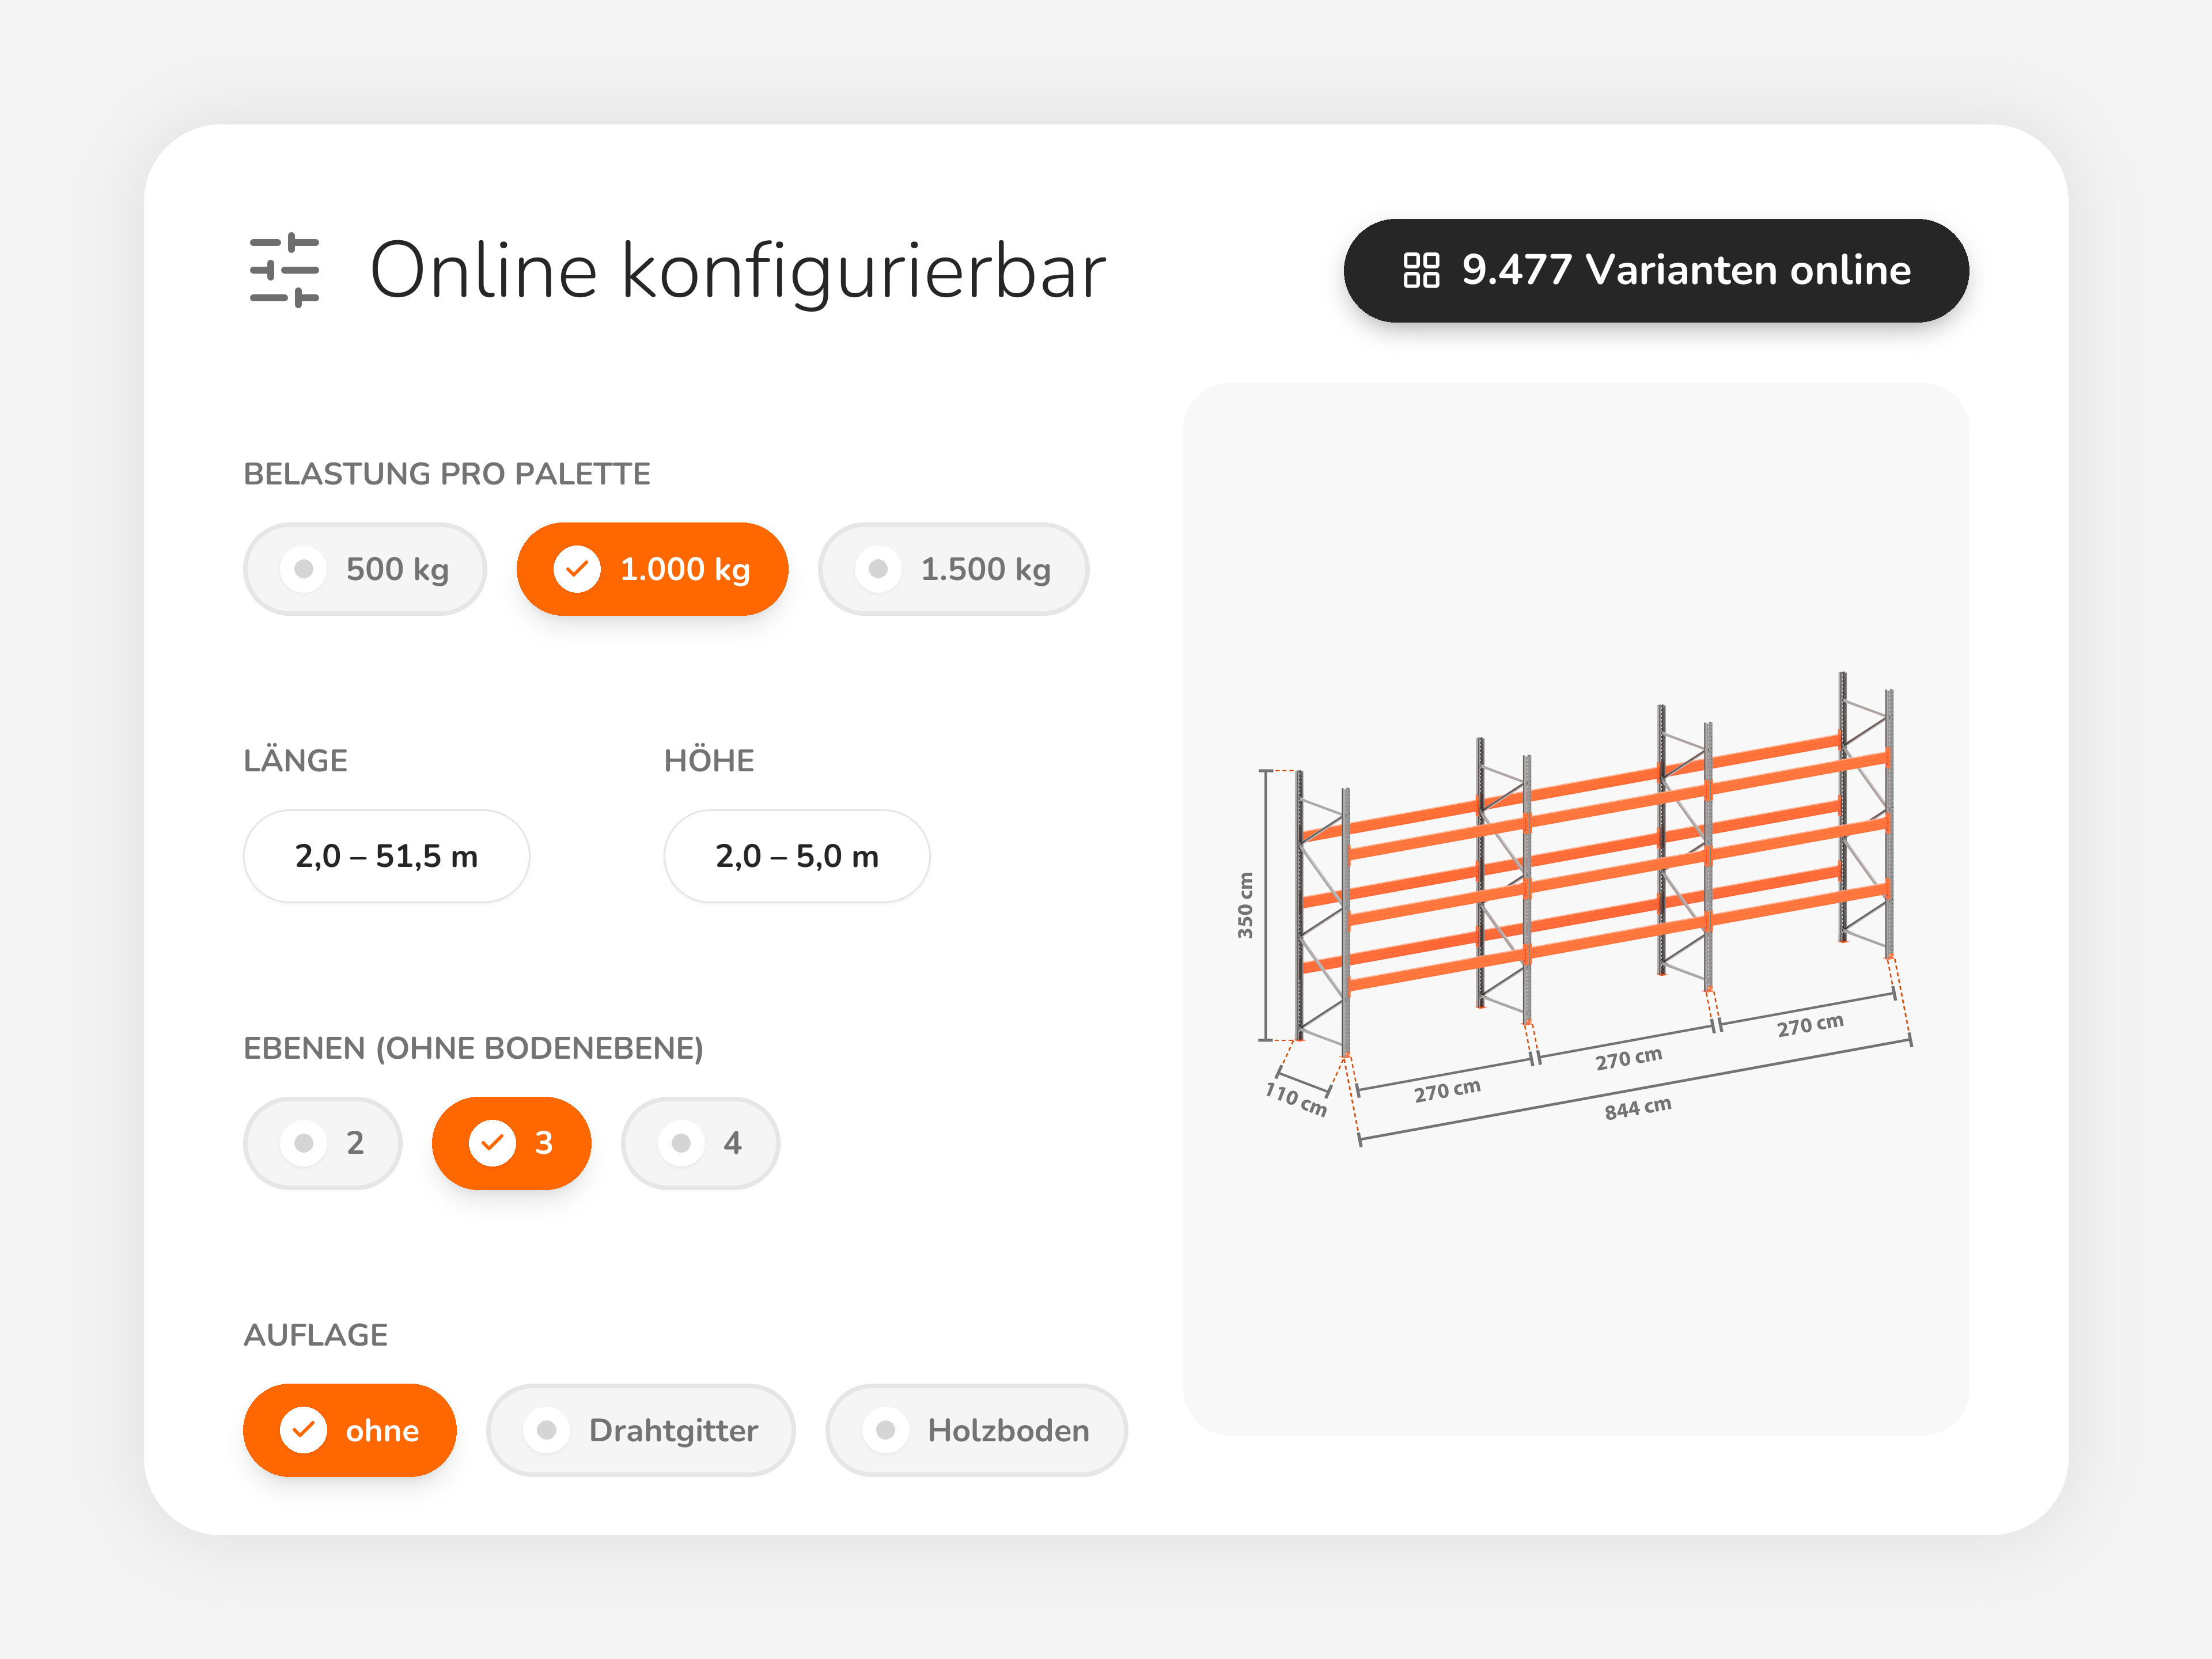 Online konfigurierbar
9.477 Varianten online
BELASTUNG PRO PALETTE
500 kg
1.000 kg
1.500 kg
LÄNGE
HÖHE
2,0 – 51,5 m
2,0 – 5,0 m
EBENEN (OHNE BODENEBENE)
2
3
4
AUFLAGE
ohne
Drahtgitter
Holzboden
350 cm
110 cm
270 cm
270 cm
270 cm
844 cm